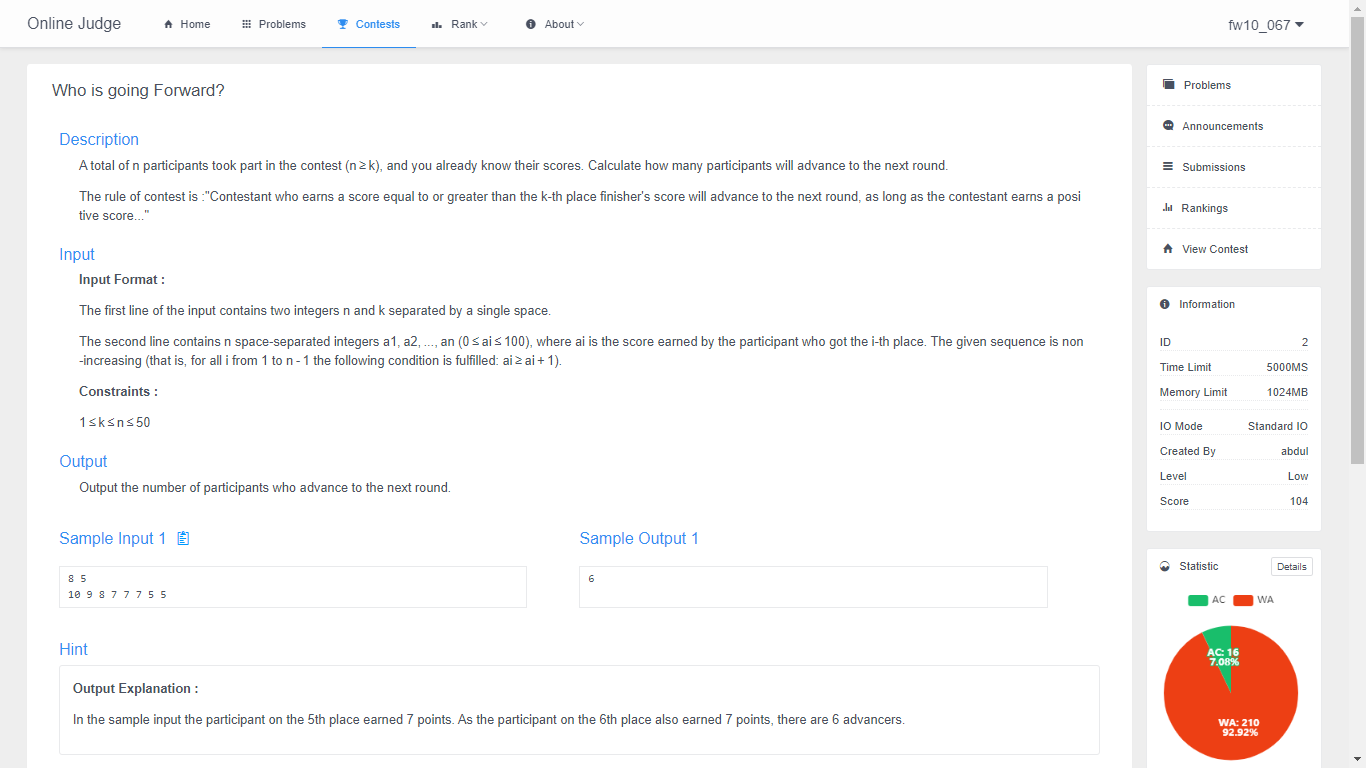 Online Judge
Home
Problems
Contests
Rank
About
fw10_067
Who is going Forward?
Description
A total of n participants took part in the contest (n ≥ k), and you already know their scores. Calculate how many participants will advance to the next round.
The rule of contest is :"Contestant who earns a score equal to or greater than the k-th place finisher's score will advance to the next round, as long as the contestant earns a posi
tive score..."
Input
Input Format :
The first line of the input contains two integers n and k separated by a single space.
The second line contains n space-separated integers a1, a2, ..., an (0 ≤ ai ≤ 100), where ai is the score earned by the participant who got the i-th place. The given sequence is non
-increasing (that is, for all i from 1 to n - 1 the following condition is fulfilled: ai ≥ ai + 1).
Constraints :
1 ≤ k ≤ n ≤ 50
Output
Output the number of participants who advance to the next round.
Sample Input 1
8 5
10 9 8 7 7 7 5 5
Sample Output 1
6
Hint
Output Explanation :
In the sample input the participant on the 5th place earned 7 points. As the participant on the 6th place also earned 7 points, there are 6 advancers.
Problems
Announcements
Submissions
Rankings
View Contest
Information
ID 2
Time Limit 5000MS
Memory Limit 1024MB
IO Mode Standard IO
Created By abdul
Level Low
Score 104
Statistic Details
AC WA
AC: 16
7.08%
WA: 210
92.92%